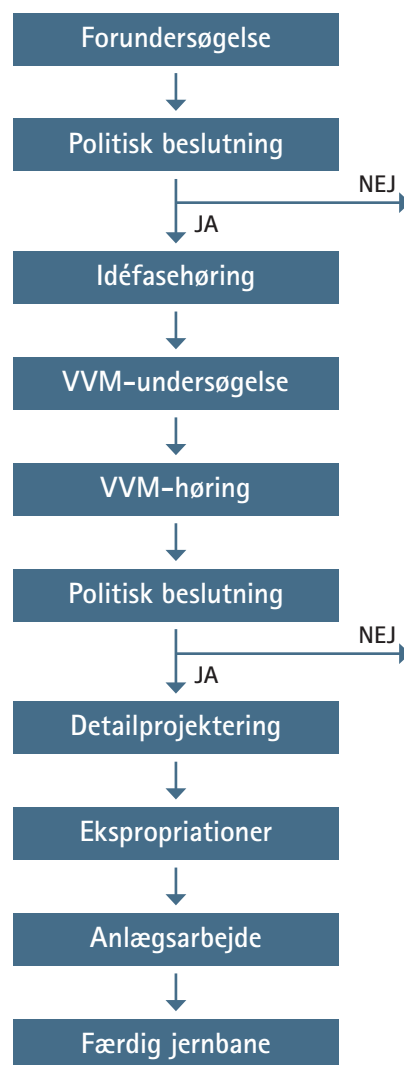 Forundersøgelse
Politisk beslutning
NEJ
JA
Idéfasehøring
VVM-undersøgelse
VVM-høring
Politisk beslutning
NEJ
JA
Detailprojektering
Ekspropriationer
Anlægsarbejde
Færdig jernbane